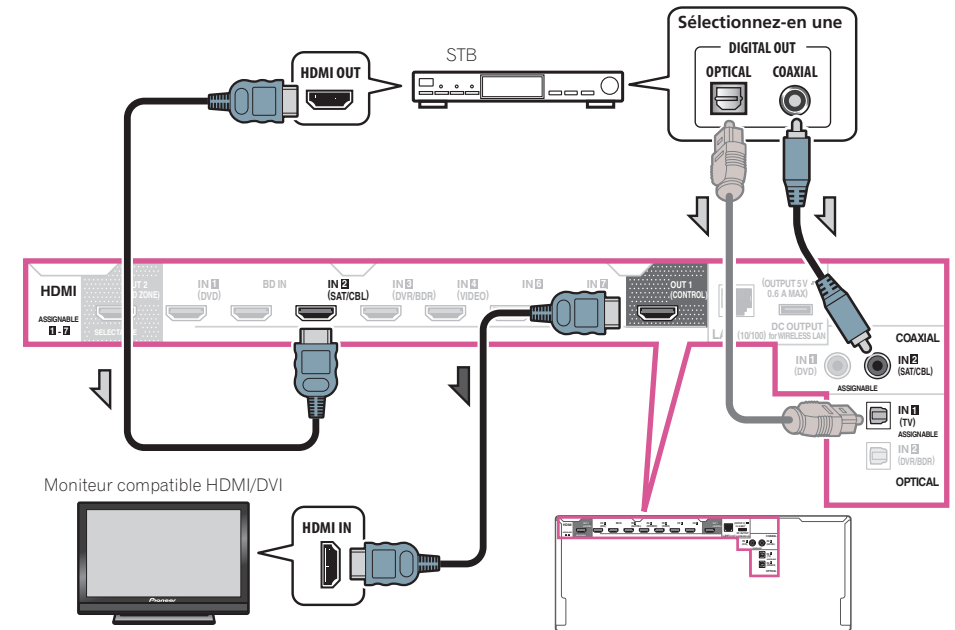 Sélectionnez-en une
DIGITAL OUT
OPTICAL COAXIAL
STB
HDMI OUT
HDMI
ASSIGNABLE
1 - 7
IN 1
(DVD)
BD IN
IN 2
(SAT/CBL)
IN 3
(DVR/BDR)
IN 4
(VIDEO)
IN 6
IN 7
OUT 1
(CONTROL)
(OUTPUT 5 V
0.6 A MAX)
DC OUTPUT
(10/100) for WIRELESS LAN
COAXIAL
IN 1
(DVD)
IN 2
(SAT/CBL)
ASSIGNABLE
IN 1
(TV)
ASSIGNABLE
IN 2
(DVR/BDR)
OPTICAL
Moniteur compatible HDMI/DVI
HDMI IN
Pioneer